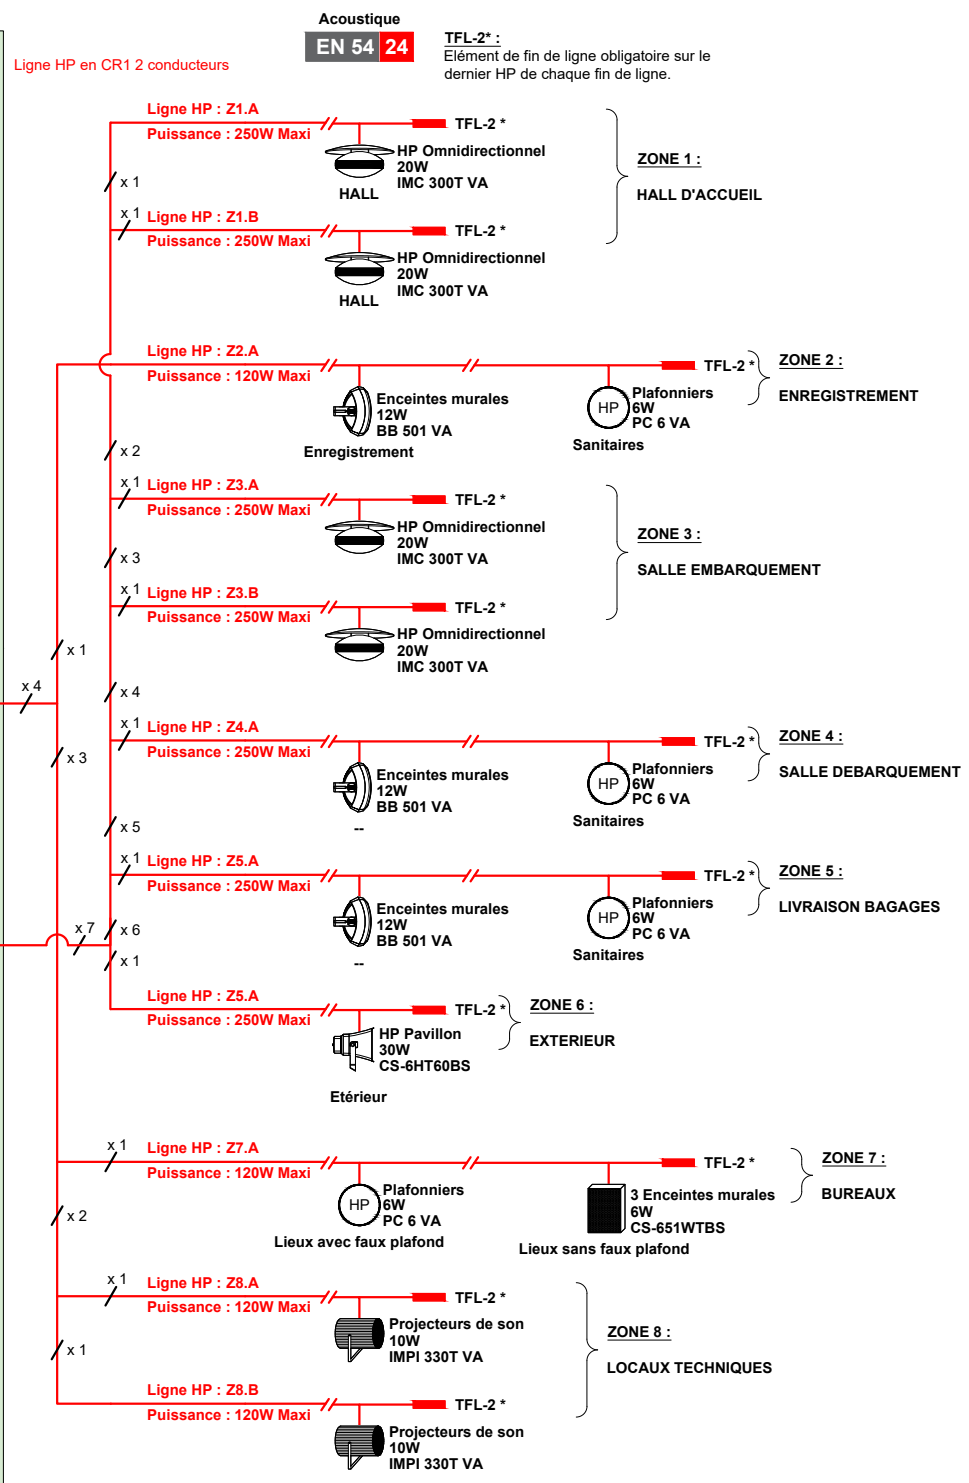 Acoustique
EN 54 24
TFL-2* :
Elément de fin de ligne obligatoire sur le
dernier HP de chaque fin de ligne.
Ligne HP en CR1 2 conducteurs
Ligne HP : Z1.A
Puissance : 250W Maxi
TFL-2 *
HP Omnidirectionnel
20W
IMC 300T VA
HALL
x 1
ZONE 1 :
HALL D'ACCUEIL
x 1
Ligne HP : Z1.B
Puissance : 250W Maxi
TFL-2 *
HP Omnidirectionnel
20W
IMC 300T VA
HALL
Ligne HP : Z2.A
Puissance : 120W Maxi
Enceintes murales
12W
BB 501 VA
Enregistrement
TFL-2 *
Plafonniers
HP
6W
PC 6 VA
Sanitaires
ZONE 2 :
ENREGISTREMENT
x 2
x 1
Ligne HP : Z3.A
Puissance : 250W Maxi
TFL-2 *
HP Omnidirectionnel
20W
IMC 300T VA
ZONE 3 :
SALLE EMBARQUEMENT
x 3
x 1
Ligne HP : Z3.B
Puissance : 250W Maxi
TFL-2 *
HP Omnidirectionnel
20W
IMC 300T VA
x 1
x 4
x 4
x 1
Ligne HP : Z4.A
Puissance : 250W Maxi
Enceintes murales
12W
BB 501 VA
--
TFL-2 *
Plafonniers
HP
6W
PC 6 VA
Sanitaires
ZONE 4 :
SALLE DEBARQUEMENT
x 3
x 5
x 1
Ligne HP : Z5.A
Puissance : 250W Maxi
Enceintes murales
12W
BB 501 VA
--
TFL-2 *
Plafonniers
HP
6W
PC 6 VA
Sanitaires
ZONE 5 :
LIVRAISON BAGAGES
x 7
x 6
x 1
Ligne HP : Z5.A
Puissance : 250W Maxi
TFL-2 *
HP Pavillon
30W
CS-6HT60BS
Etérieur
ZONE 6 :
EXTERIEUR
x 1
Ligne HP : Z7.A
Puissance : 120W Maxi
Plafonniers
HP
6W
PC 6 VA
Lieux avec faux plafond
TFL-2 *
3 Enceintes murales
6W
CS-651WTBS
Lieux sans faux plafond
ZONE 7 :
BUREAUX
x 2
x 1
Ligne HP : Z8.A
Puissance : 120W Maxi
TFL-2 *
Projecteurs de son
10W
IMPI 330T VA
ZONE 8 :
LOCAUX TECHNIQUES
x 1
Ligne HP : Z8.B
Puissance : 120W Maxi
TFL-2 *
Projecteurs de son
10W
IMPI 330T VA